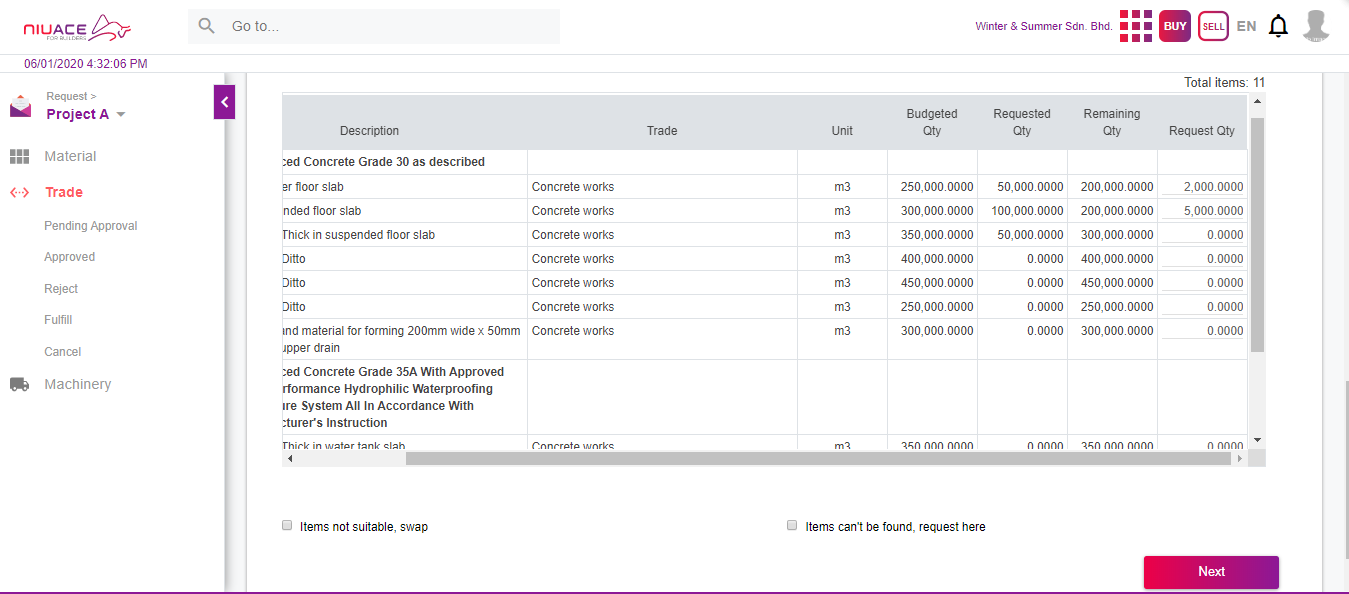 NIUACE
FOR BUILDERS
Go to...
Winter & Summer Sdn. Bhd.
BUY
SELL
EN
06/01/2020 4:32:06 PM
Request >
Project A
Material
Trade
Pending Approval
Approved
Reject
Fulfill
Cancel
Machinery
Total items: 11
Description Trade Unit Budgeted Qty Requested Qty Remaining Qty Request Qty
ced Concrete Grade 30 as described
er floor slab Concrete works m3 250,000.0000 50,000.0000 200,000.0000 2,000.0000
nded floor slab Concrete works m3 300,000.0000 100,000.0000 200,000.0000 5,000.0000
Thick in suspended floor slab Concrete works m3 350,000.0000 50,000.0000 300,000.0000 0.0000
Ditto Concrete works m3 400,000.0000 0.0000 400,000.0000 0.0000
Ditto Concrete works m3 450,000.0000 0.0000 450,000.0000 0.0000
Ditto Concrete works m3 250,000.0000 0.0000 250,000.0000 0.0000
and material for forming 200mm wide x 50mm Concrete works m3 300,000.0000 0.0000 300,000.0000 0.0000
upper drain
ced Concrete Grade 35A With Approved
rformance Hydrophilic Waterproofing
ure System All In Accordance With
cturer's Instruction
Thick in water tank slab Concrete works m3 350,000.0000 0.0000 350,000.0000 0.0000
Items not suitable, swap
Items can't be found, request here
Next